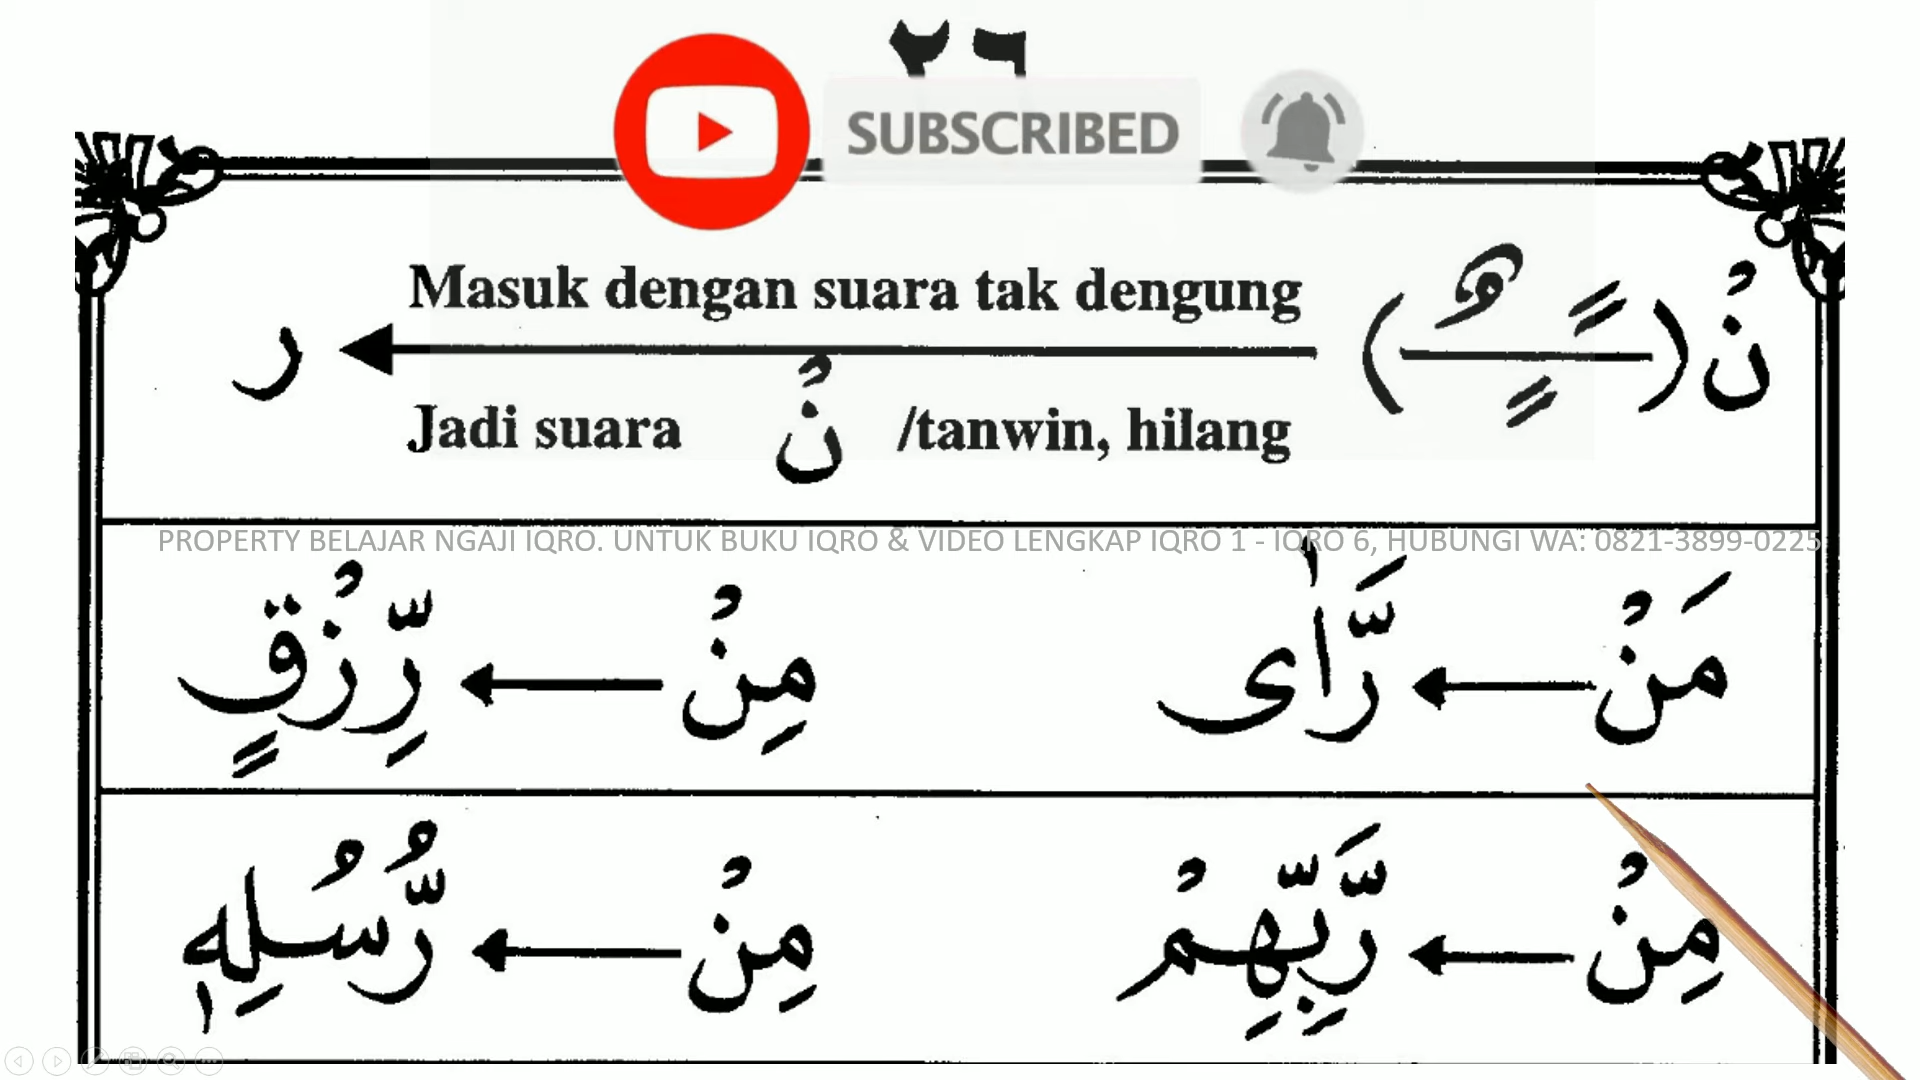 ٢٦
SUBSCRIBED
نْ (ـًـٍـٌ) Masuk dengan suara tak dengung ر
Jadi suara نْ /tanwin, hilang
PROPERTY BELAJAR NGAJI IQRO. UNTUK BUKU IQRO & VIDEO LENGKAP IQRO 1 - IQRO 6, HUBUNGI WA: 0821-3899-0225
مَنْ ← رَّاٰى مِنْ ← رِّزْقٍ
مِنْ ← رَّبِّهِمْ مِنْ ← رُّسُلِهٖ